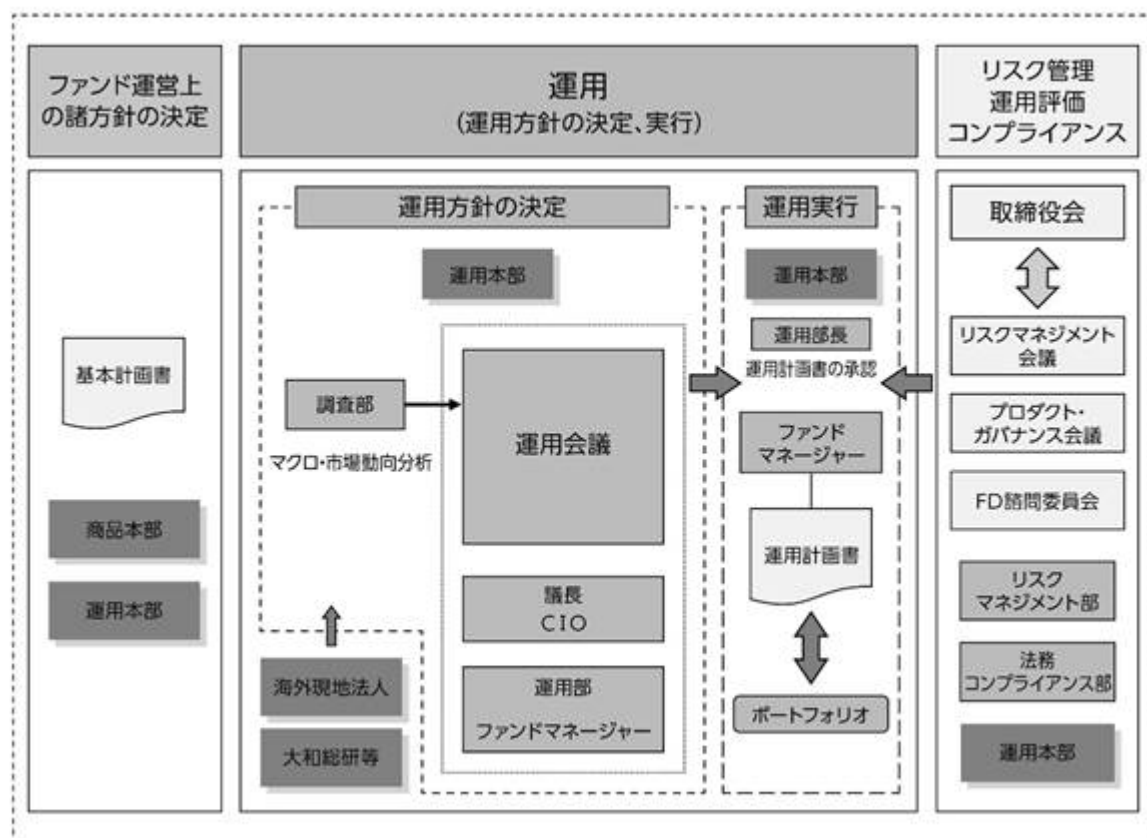 ファンド運営上
の諸方針の決定
運用
(運用方針の決定、実行)
リスク管理
運用評価
コンプライアンス
基本計画書
商品本部
運用本部
運用方針の決定
運用本部
調査部
マクロ・市場動向分析
運用会議
議長
CIO
運用部
ファンドマネージャー
海外現地法人
大和総研等
運用実行
運用本部
運用部長
運用計画書の承認
ファンド
マネージャー
運用計画書
ポートフォリオ
取締役会
リスクマネジメント
会議
プロダクト・
ガバナンス会議
FD諮問委員会
リスク
マネジメント部
法務
コンプライアンス部
運用本部